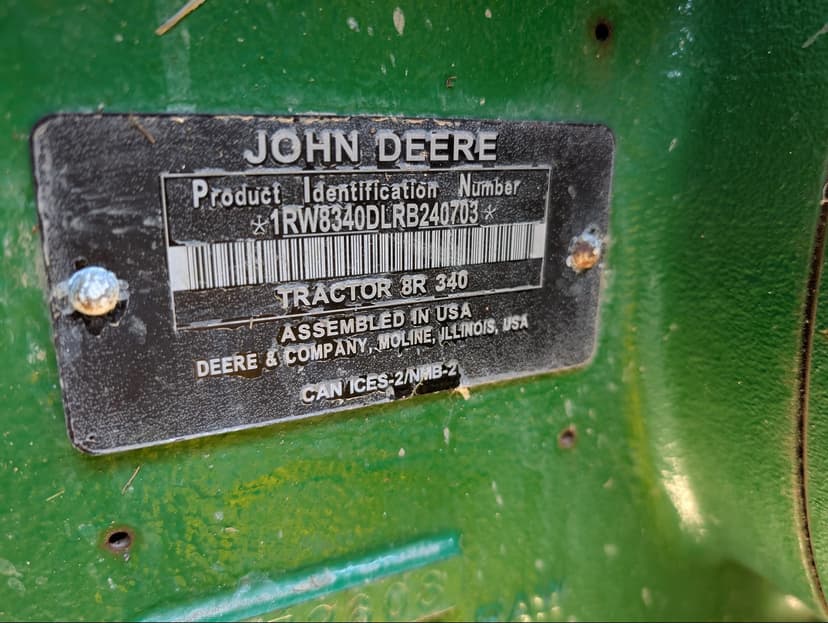 JOHN DEERE
Product Identification Number
*1RW8340DLRB240703*
TRACTOR 8R 340
ASSEMBLED IN USA
DEERE & COMPANY, MOLINE, ILLINOIS, USA
CAN ICES-2/NMB-2